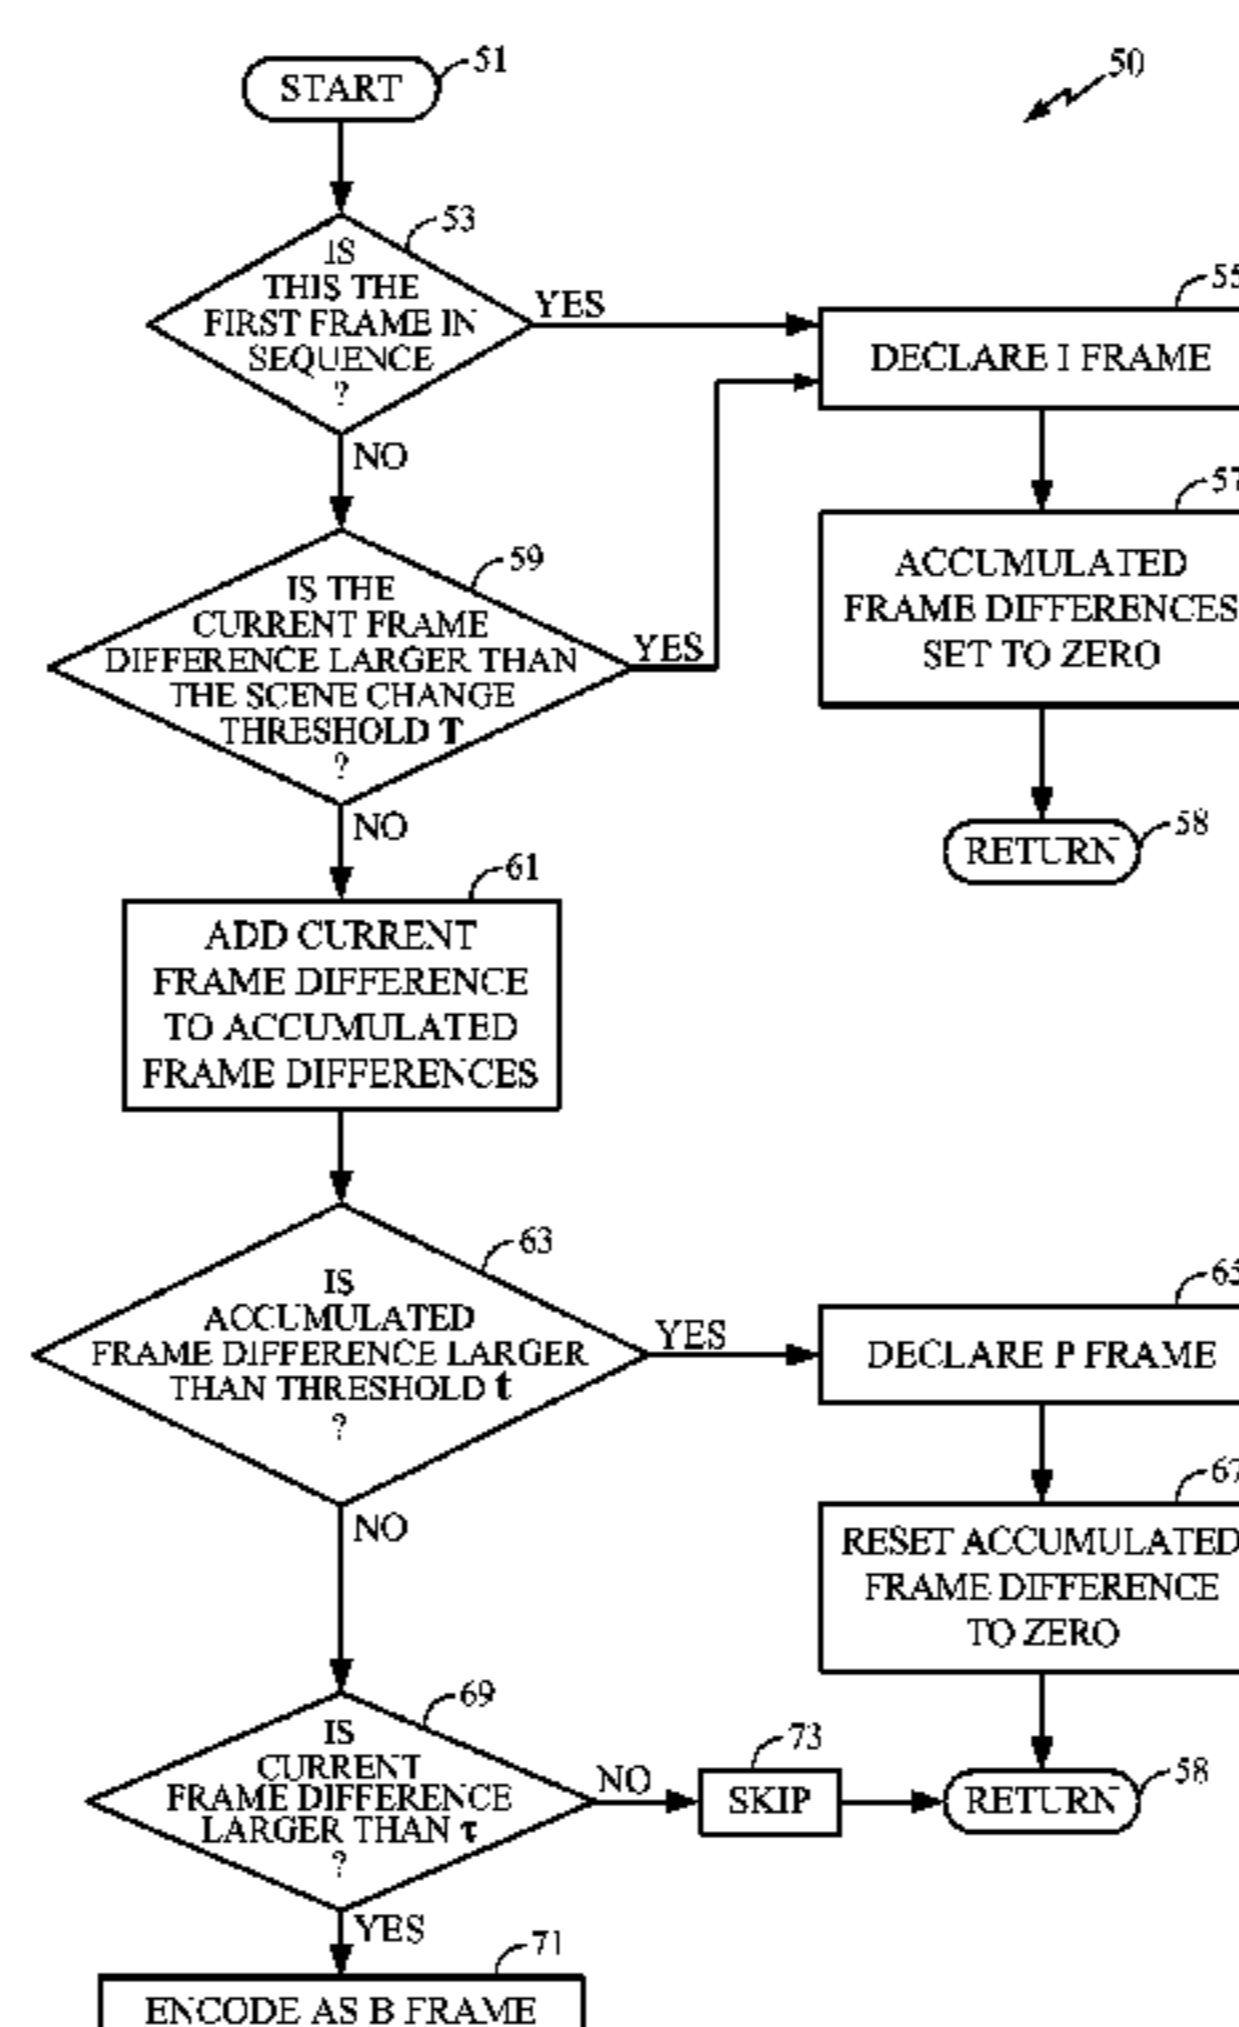 START
51
50
53
IS
THIS THE
FIRST FRAME IN
SEQUENCE
?
YES
NO
55
DECLARE I FRAME
57
ACCUMULATED
FRAME DIFFERENCES
SET TO ZERO
58
RETURN
59
IS THE
CURRENT FRAME
DIFFERENCE LARGER THAN
THE SCENE CHANGE
THRESHOLD T
?
YES
NO
61
ADD CURRENT
FRAME DIFFERENCE
TO ACCUMULATED
FRAME DIFFERENCES
63
IS
ACCUMULATED
FRAME DIFFERENCE LARGER
THAN THRESHOLD t
?
YES
NO
65
DECLARE P FRAME
67
RESET ACCUMULATED
FRAME DIFFERENCE
TO ZERO
69
IS
CURRENT
FRAME DIFFERENCE
LARGER THAN τ
?
NO
73
SKIP
58
RETURN
YES
71
ENCODE AS B FRAME